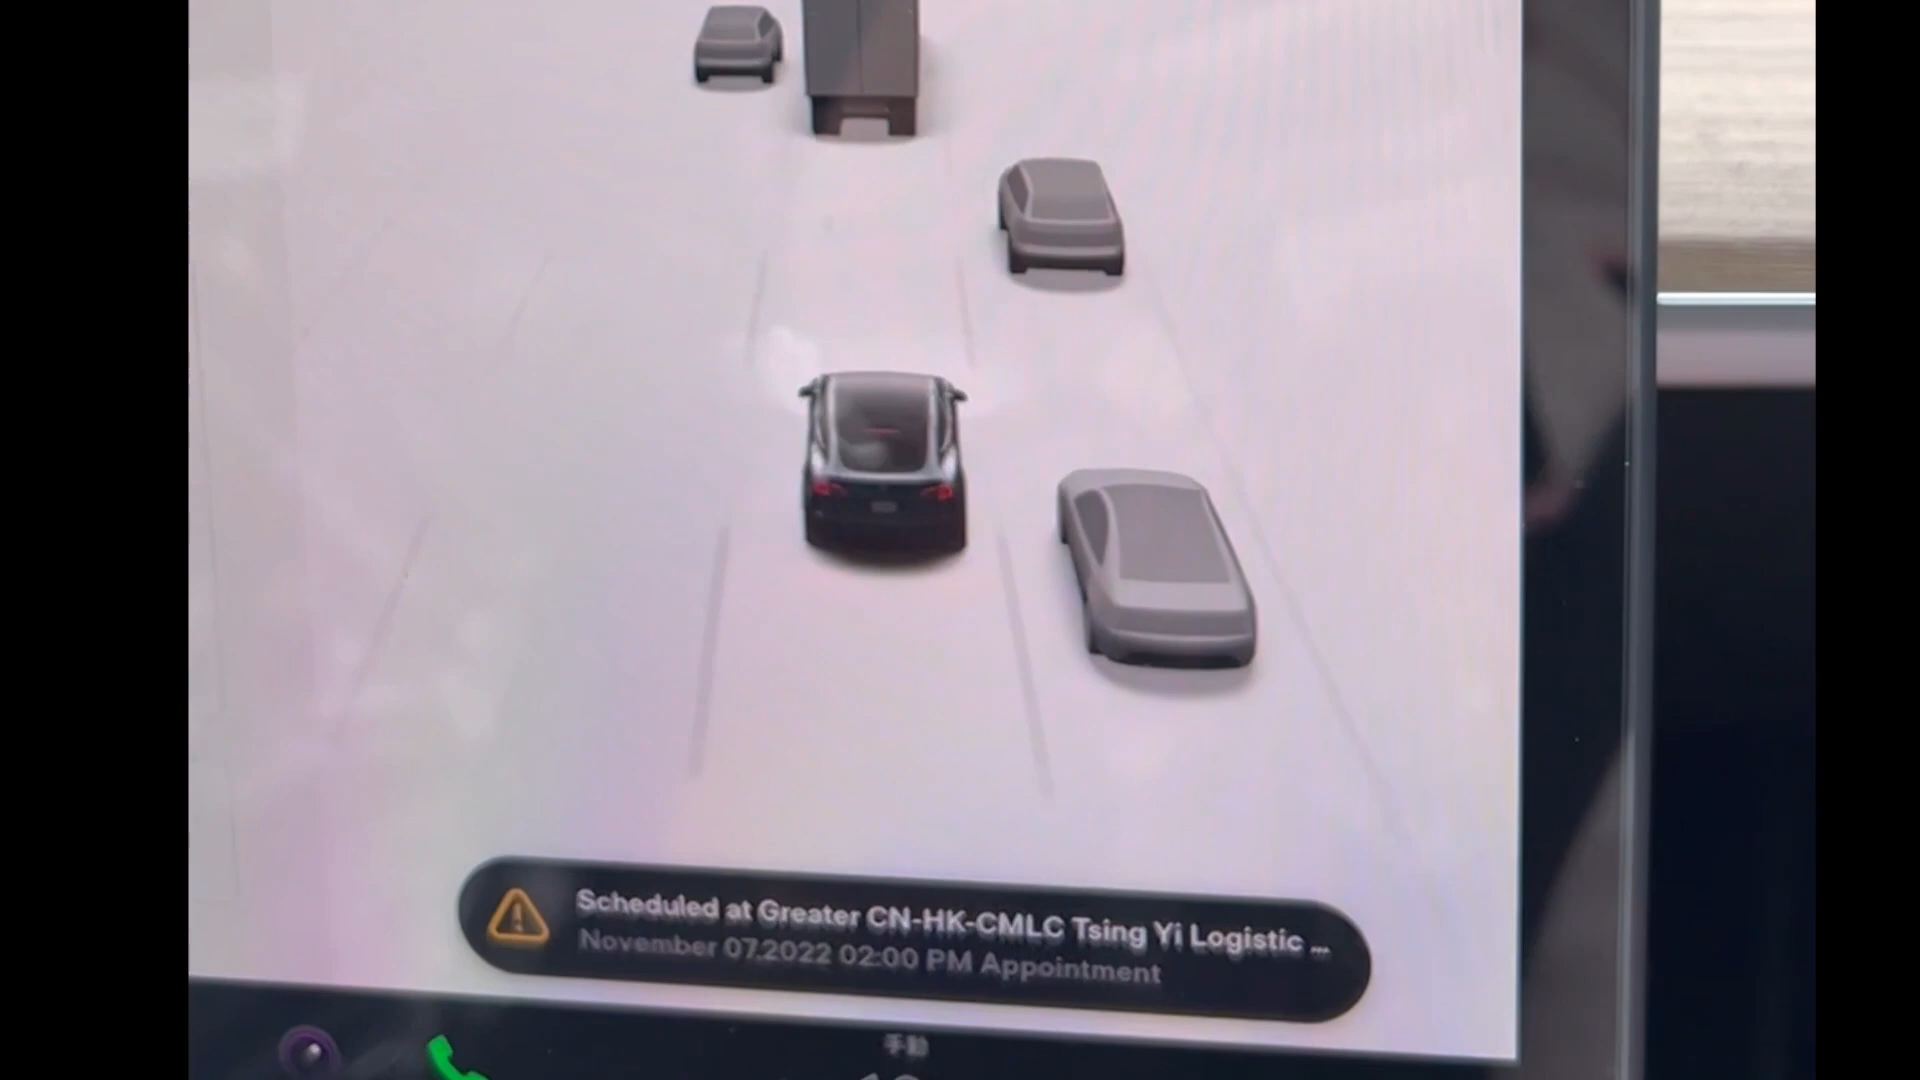 Scheduled at Greater CN-HK-CMLC Tsing Yi Logistic ...
November 07.2022 02:00 PM Appointment
手動